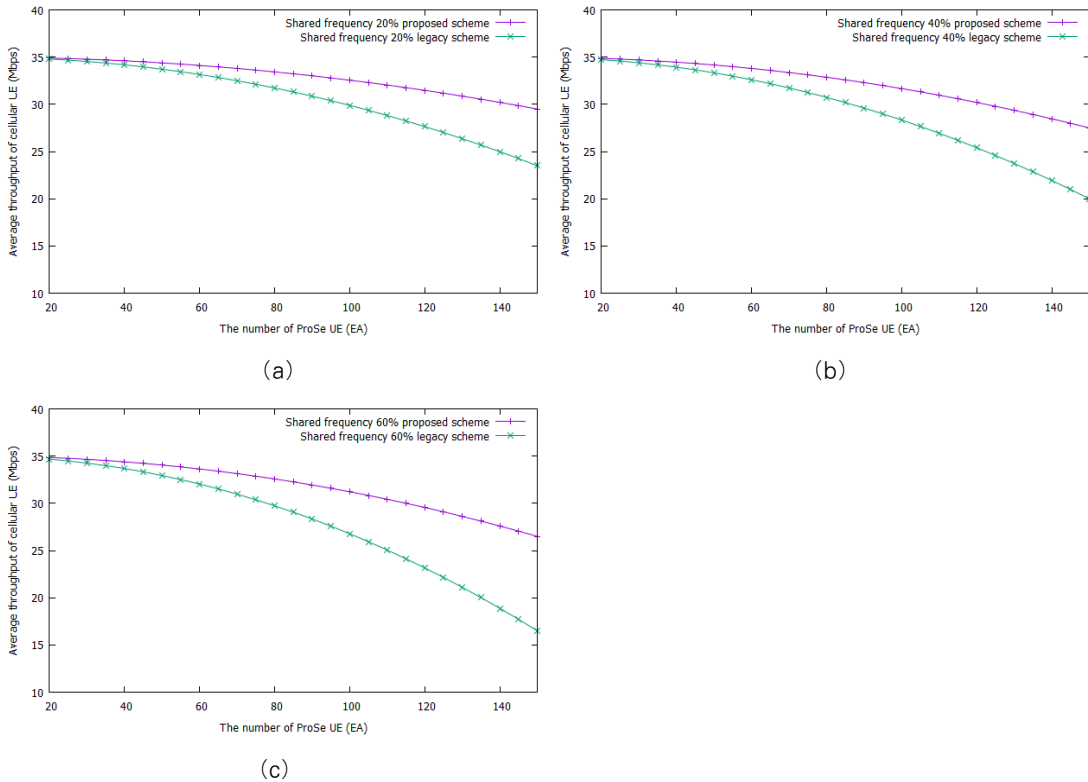 Shared frequency 20% proposed scheme
Shared frequency 20% legacy scheme
Average throughput of cellular UE (Mbps)
40
35
30
25
20
15
10
20 40 60 80 100 120 140
The number of ProSe UE (EA)
(a)
Shared frequency 40% proposed scheme
Shared frequency 40% legacy scheme
Average throughput of cellular UE (Mbps)
40
35
30
25
20
15
10
20 40 60 80 100 120 140
The number of ProSe UE (EA)
(b)
Shared frequency 60% proposed scheme
Shared frequency 60% legacy scheme
Average throughput of cellular UE (Mbps)
40
35
30
25
20
15
10
20 40 60 80 100 120 140
The number of ProSe UE (EA)
(c)